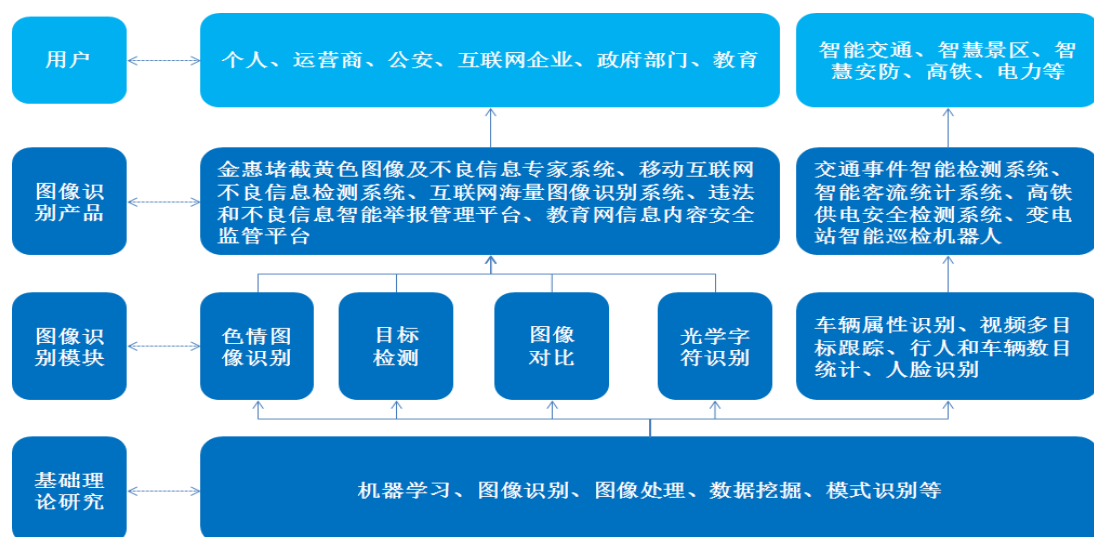 用户
个人、运营商、公安、互联网企业、政府部门、教育
智能交通、智慧景区、智
慧安防、高铁、电力等
图像识
别产品
金惠堵截黄色图像及不良信息专家系统、移动互联网
不良信息检测系统、互联网海量图像识别系统、违法
和不良信息智能举报管理平台、教育网信息内容安全
监管平台
交通事件智能检测系统、
智能客流统计系统、高铁
供电安全检测系统、变电
站智能巡检机器人
图像识
别模块
色情图
像识别
目标
检测
图像
对比
光学字
符识别
车辆属性识别、视频多目
标跟踪、行人和车辆数目
统计、人脸识别
基础理
论研究
机器学习、图像识别、图像处理、数据挖掘、模式识别等